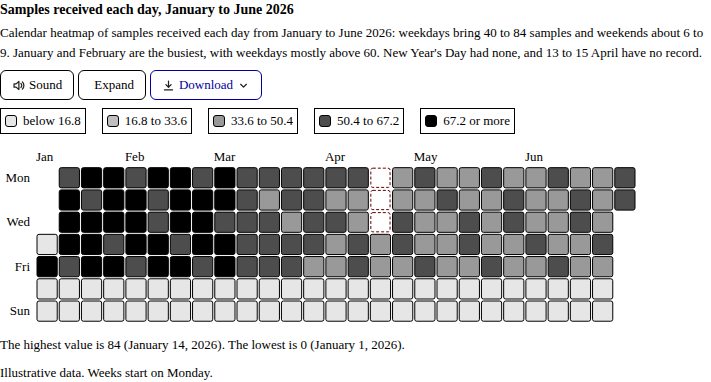 Samples received each day, January to June 2026
Calendar heatmap of samples received each day from January to June 2026: weekdays bring 40 to 84 samples and weekends about 6 to
9. January and February are the busiest, with weekdays mostly above 60. New Year's Day had none, and 13 to 15 April have no record.
Sound Expand Download
below 16.8 16.8 to 33.6 33.6 to 50.4 50.4 to 67.2 67.2 or more
Jan Feb Mar Apr May Jun
Mon
Wed
Fri
Sun
The highest value is 84 (January 14, 2026). The lowest is 0 (January 1, 2026).
Illustrative data. Weeks start on Monday.